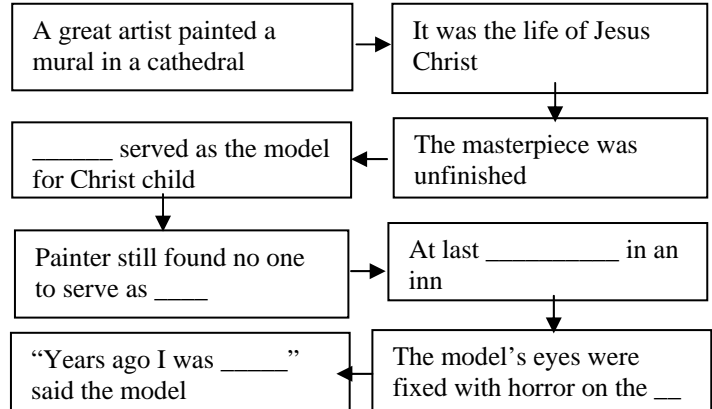 A great artist painted a
mural in a cathedral
It was the life of Jesus
Christ
The masterpiece was
unfinished
______ served as the model
for Christ child
Painter still found no one
to serve as ____
At last __________ in an
inn
The model’s eyes were
fixed with horror on the __
“Years ago I was _____”
said the model